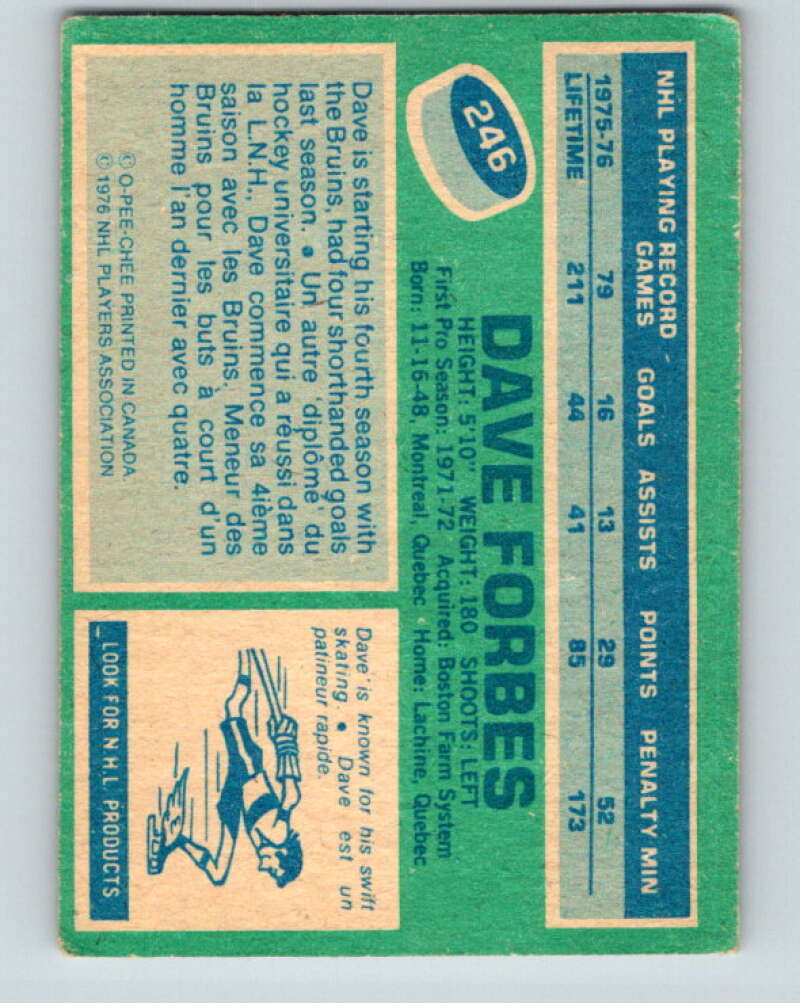 NHL PLAYING RECORD
GAMES GOALS ASSISTS POINTS PENALTY MIN
1975-76 79 16 13 29 52
LIFETIME 211 44 41 85 173
246
DAVE FORBES
HEIGHT: 5'10' WEIGHT: 180 SHOOTS: LEFT
First Pro Season: 1971-72 Acquired: Boston Farm System
Born: 11-16-48, Montreal, Quebec Home: Lachine, Quebec
Dave is starting his fourth season with
the Bruins, had four shorthanded goals
last season. • Un autre 'diplômé' du
hockey universitaire qui a réussi dans
la L.N.H., Dave commence sa 4ième
saison avec les Bruins. Meneur des
Bruins pour les buts à court d'un
homme l'an dernier avec quatre.
© O-PEE-CHEE PRINTED IN CANADA.
© 1976 NHL PLAYERS ASSOCIATION
Dave is known for his swift
skating. • Dave est un
patineur rapide.
LOOK FOR N H.L PRODUCTS